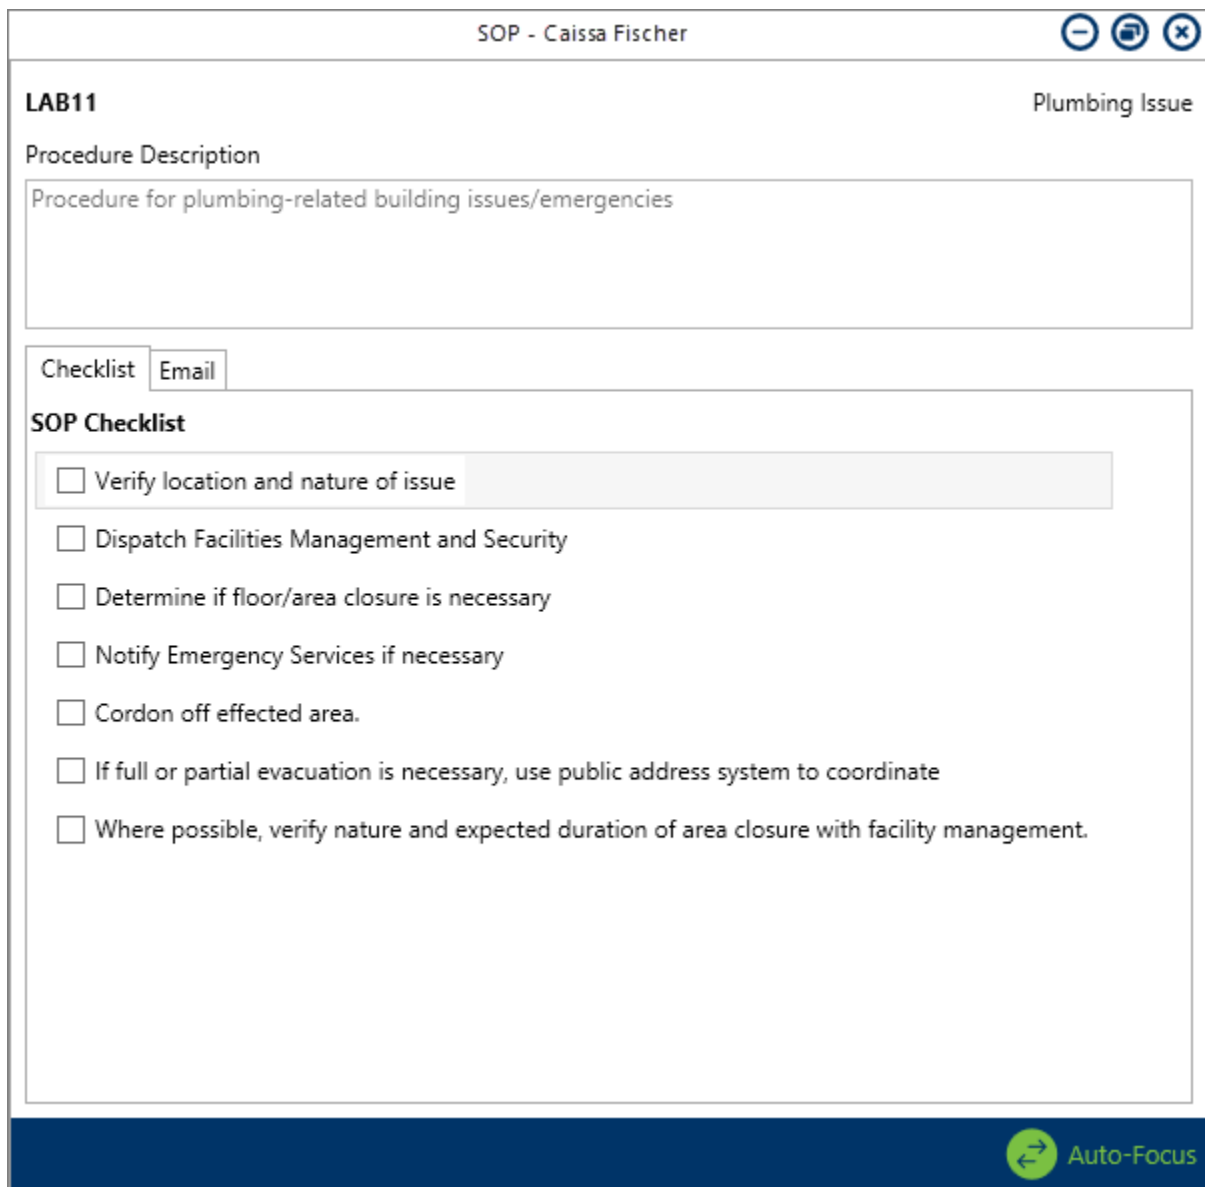 SOP - Caissa Fischer
LAB11
Plumbing Issue
Procedure Description
Procedure for plumbing-related building issues/emergencies
Checklist
Email
SOP Checklist
Verify location and nature of issue
Dispatch Facilities Management and Security
Determine if floor/area closure is necessary
Notify Emergency Services if necessary
Cordon off effected area.
If full or partial evacuation is necessary, use public address system to coordinate
Where possible, verify nature and expected duration of area closure with facility management.
Auto-Focus